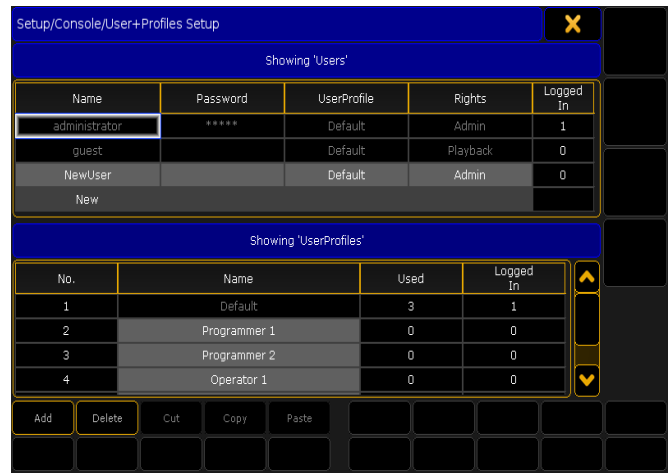 Setup/Console/User+Profiles Setup
Showing 'Users'
Name Password UserProfile Rights Logged In
administrator ***** Default Admin 1
guest Default Playback 0
NewUser Default Admin 0
New
Showing 'UserProfiles'
No. Name Used Logged In
1 Default 3 1
2 Programmer 1 0 0
3 Programmer 2 0 0
4 Operator 1 0 0
Add Delete Cut Copy Paste